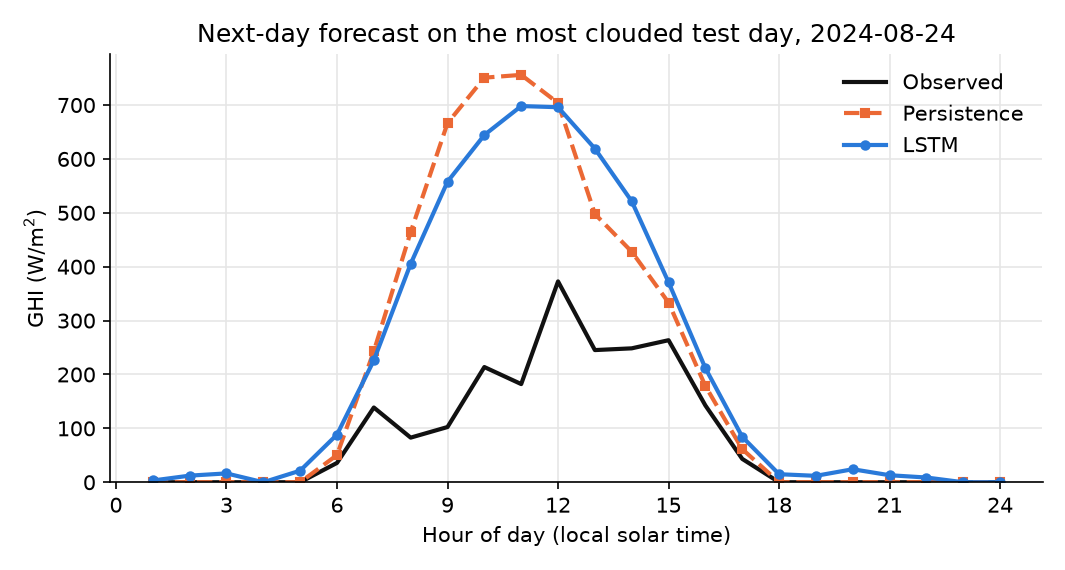 Next-day forecast on the most clouded test day, 2024-08-24
Observed
Persistence
LSTM
GHI (W/m²)
700
600
500
400
300
200
100
0
0 3 6 9 12 15 18 21 24
Hour of day (local solar time)